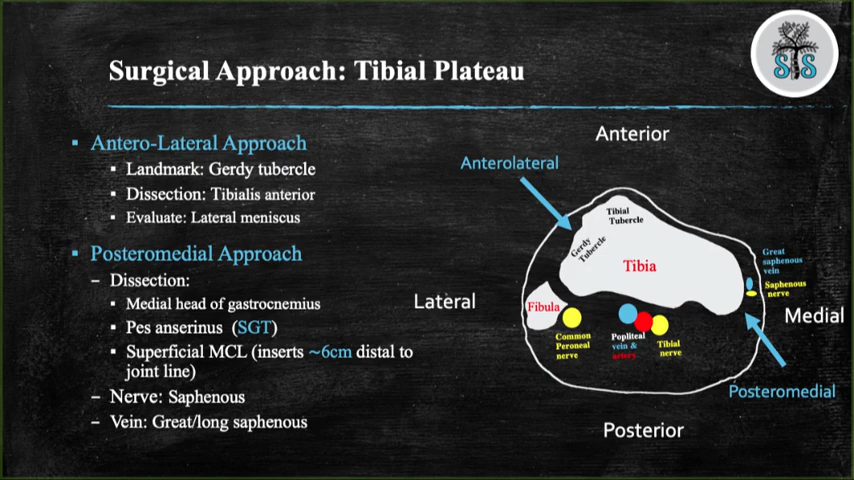 STS
Surgical Approach: Tibial Plateau
Antero-Lateral Approach
Landmark: Gerdy tubercle
Dissection: Tibialis anterior
Evaluate: Lateral meniscus
Posteromedial Approach
– Dissection:
Medial head of gastrocnemius
Pes anserinus (SGT)
Superficial MCL (inserts ~6cm distal to
joint line)
– Nerve: Saphenous
– Vein: Great/long saphenous
Anterior
Anterolateral
Tibial
Tubercle
Gerdy
Tubercle
Tibia
Great
saphenous
vein
Saphenous
nerve
Lateral
Fibula
Medial
Common
Peroneal
nerve
Popliteal
vein &
artery
Tibial
nerve
Posteromedial
Posterior